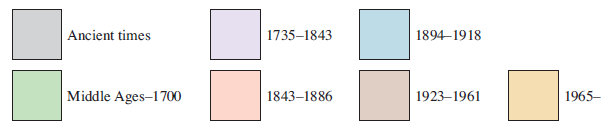 Ancient times 1735–1843 1894–1918
Middle Ages–1700 1843–1886 1923–1961 1965–